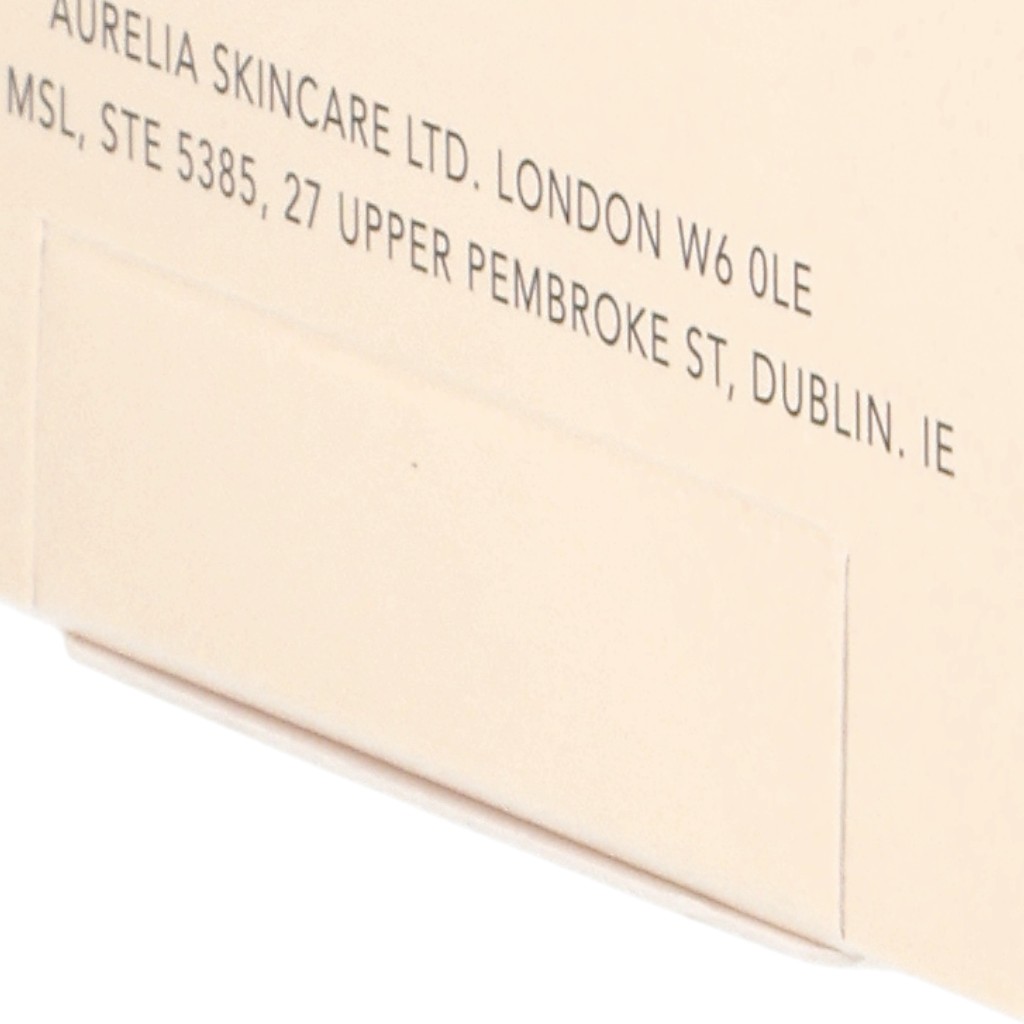 AURELIA SKINCARE LTD. LONDON W6 0LE
MSL, STE 5385, 27 UPPER PEMBROKE ST, DUBLIN. IE